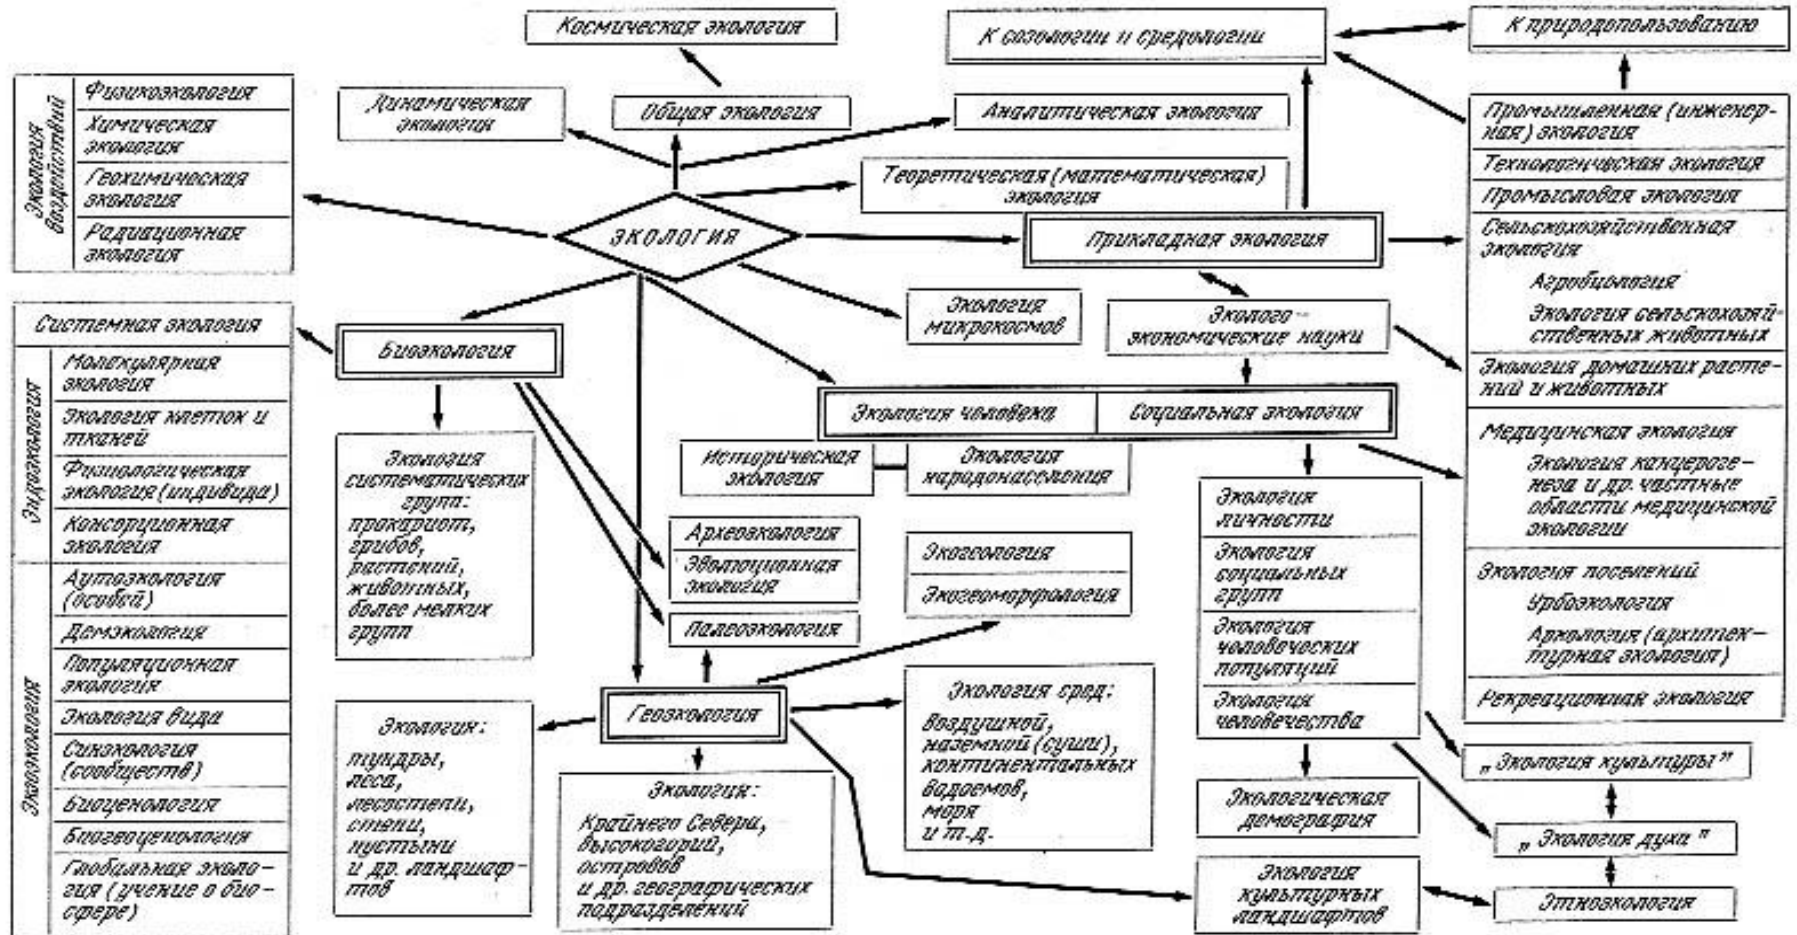 Космическая экология
К созологии и средологии
К природопользованию
Экология
воздействий
Физикоэкология
Химическая
экология
Геохимическая
экология
Радиационная
экология
Динамическая
экология
Общая экология
Аналитическая экология
Теоретическая (математическая)
экология
ЭКОЛОГИЯ
Прикладная экология
Промышленная (инженер-
ная) экология
Технологическая экология
Промысловая экология
Сельскохозяйственная
экология
Агробиология
Экология сельскохозяй-
ственных животных
Экология домашних расте-
ний и животных
Медицинская экология
Экология канцероге-
неза и др. частные
области медицинской
экологии
Экология поселений
Урбоэкология
Аркология (архитек-
турная экология)
Рекреационная экология
Экология
микрокосмов
Эколого-
экономические науки
Системная экология
Эндоэкология
Молекулярная
экология
Экология клеток и
тканей
Физиологическая
экология (индивида)
Консорционная
экология
Экзоэкология
Аутоэкология
(особей)
Демэкология
Популяционная
экология
Экология вида
Синэкология
(сообществ)
Биоценология
Биогеоценология
Глобальная эколо-
гия (учение о био-
сфере)
Биоэкология
Экология человека
Социальная экология
Экология
систематических
групп:
прокариот,
грибов,
растений,
животных,
более мелких
групп
Историческая
экология
Экология
народонаселения
Археоэкология
Эволюционная
экология
Палеоэкология
Экогеология
Экогеоморфология
Экология
личности
Экология
социальных
групп
Экология
человеческих
популяций
Экология
человечества
Геоэкология
Экология:
тундры,
леса,
лесостепи,
степи,
пустыни
и др. ландшаф-
тов
Экология:
Крайнего Севера,
высокогорий,
островов
и др. географических
подразделений
Экология сред:
воздушной,
наземной (суши),
континентальных
водоемов,
моря
и т.д.
Экологическая
демография
Экология
культурных
ландшафтов
„Экология культуры"
„Экология духа"
Этноэкология